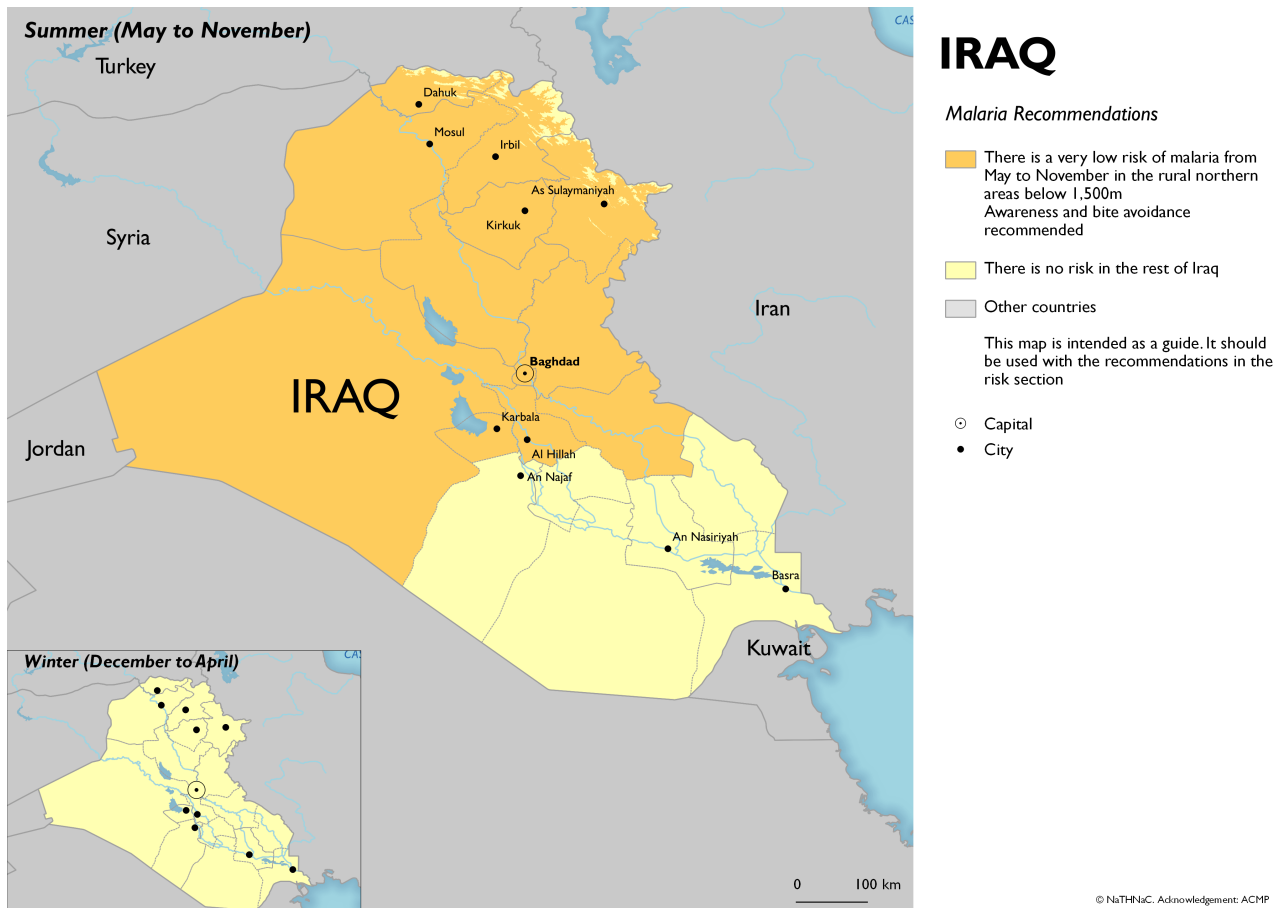 Summer (May to November)
CAS
Turkey
Dahuk
Mosul
Irbil
As Sulaymaniyah
Kirkuk
Syria
Iran
Baghdad
IRAQ
Karbala
Jordan
Al Hillah
An Najaf
An Nasiriyah
Basra
Kuwait
Winter (December to April)
CAS
0 100 km
IRAQ
Malaria Recommendations
There is a very low risk of malaria from
May to November in the rural northern
areas below 1,500m
Awareness and bite avoidance
recommended
There is no risk in the rest of Iraq
Other countries
This map is intended as a guide. It should
be used with the recommendations in the
risk section
Capital
City
© NaTHNaC. Acknowledgement: ACMP